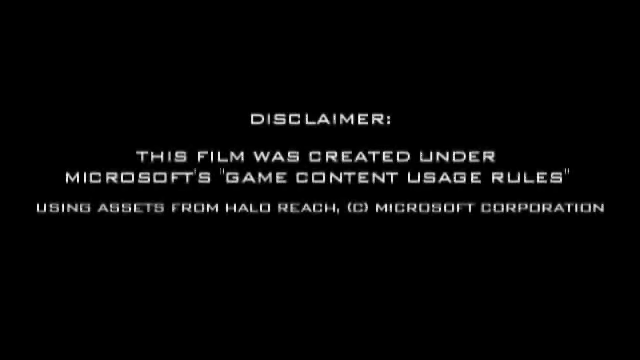 DISCLAIMER:
THIS FILM WAS CREATED UNDER
MICROSOFT'S "GAME CONTENT USAGE RULES"
USING ASSETS FROM HALO REACH, (C) MICROSOFT CORPORATION